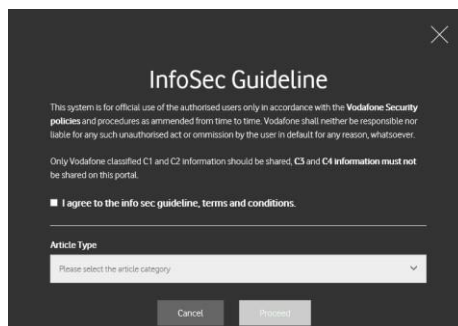 InfoSec Guideline
This system is for official use of the authorised users only in accordance with the Vodafone Security
policies and procedures as ammended from time to time. Vodafone shall neither be responsible nor
liable for any such unauthorised act or ommission by the user in default for any reason, whatsoever.
Only Vodafone classified C1 and C2 information should be shared, C3 and C4 information must not
be shared on this portal.
I agree to the info sec guideline, terms and conditions.
Article Type
Please select the article category
Cancel
Proceed